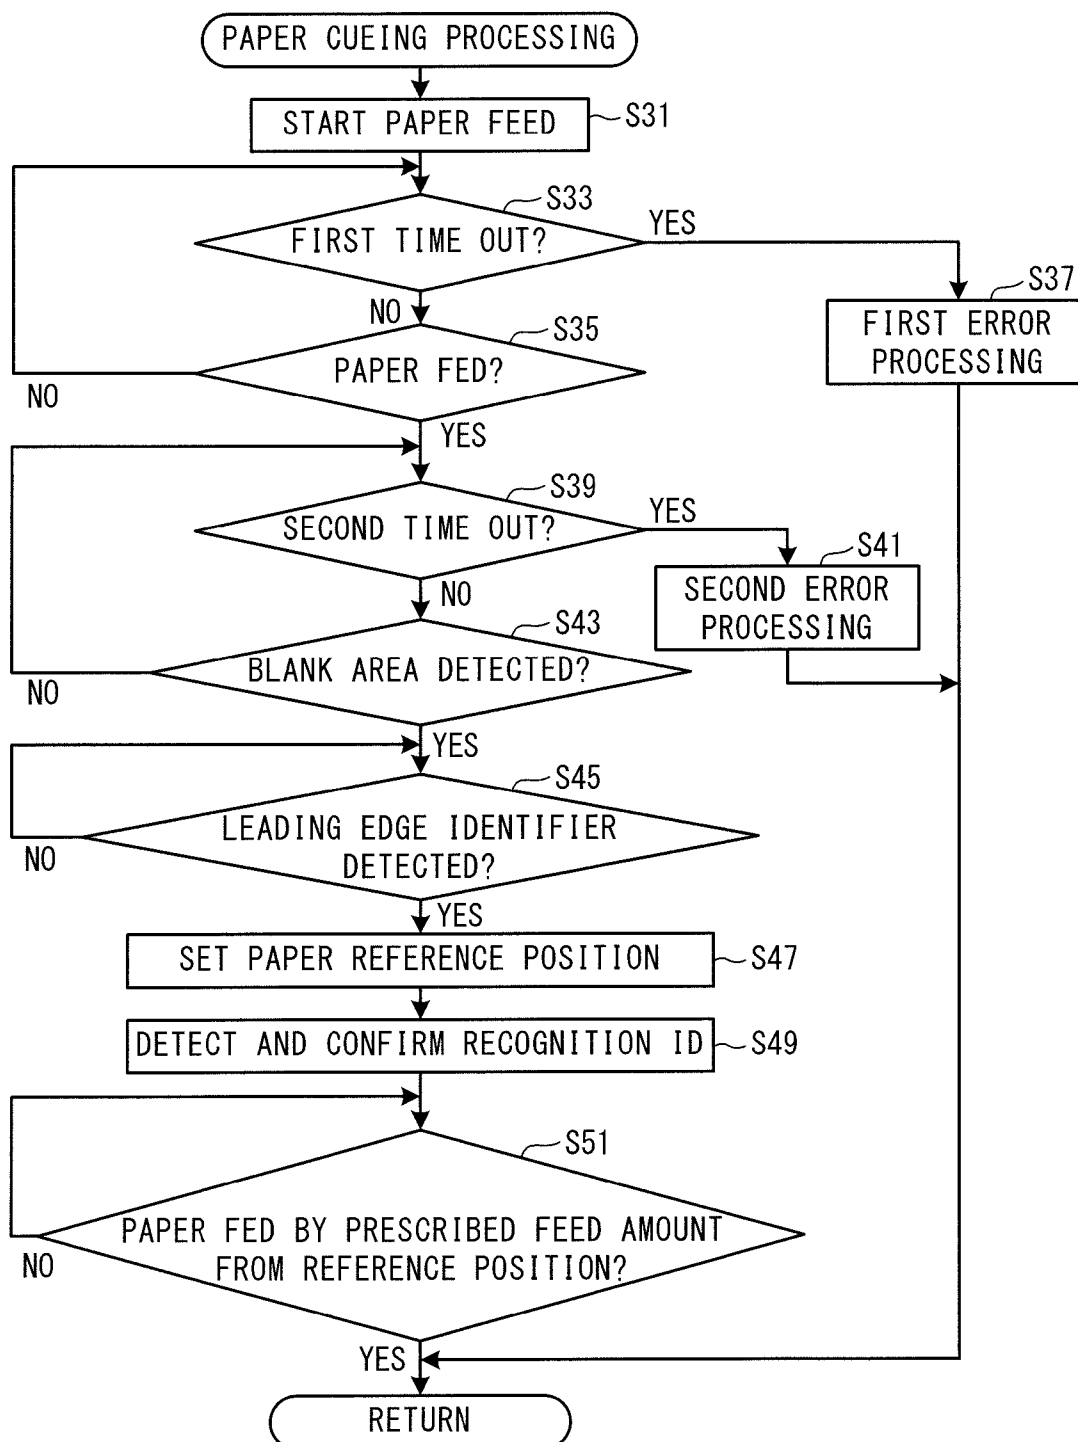 PAPER CUEING PROCESSING
START PAPER FEED
S31
S33
FIRST TIME OUT?
YES
NO
S37
FIRST ERROR
PROCESSING
S35
PAPER FED?
NO
YES
S39
SECOND TIME OUT?
YES
NO
S41
SECOND ERROR
PROCESSING
S43
BLANK AREA DETECTED?
NO
YES
S45
LEADING EDGE IDENTIFIER
DETECTED?
NO
YES
SET PAPER REFERENCE POSITION
S47
DETECT AND CONFIRM RECOGNITION ID
S49
S51
PAPER FED BY PRESCRIBED FEED AMOUNT
FROM REFERENCE POSITION?
NO
YES
RETURN